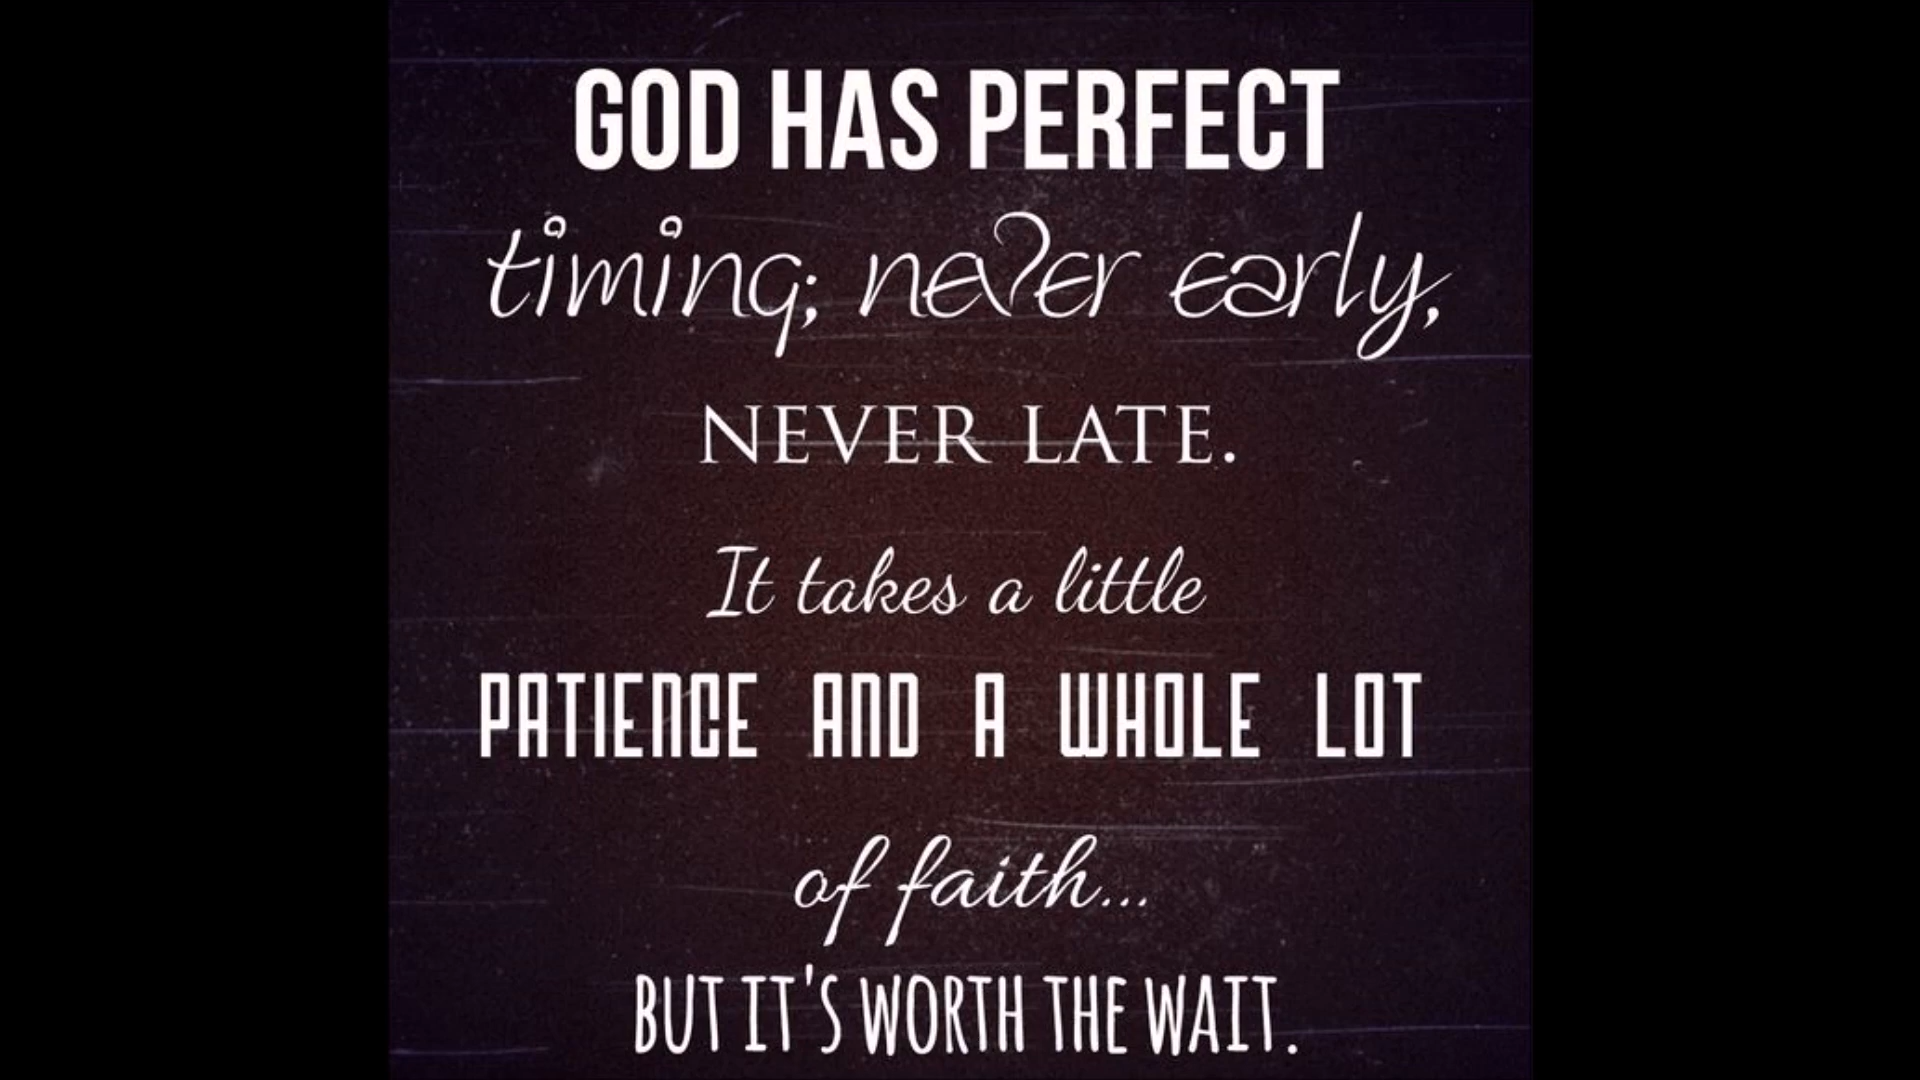 GOD HAS PERFECT
timing; never early,
NEVER LATE.
It takes a little
PATIENCE AND A WHOLE LOT
of faith...
BUT IT'S WORTH THE WAIT.